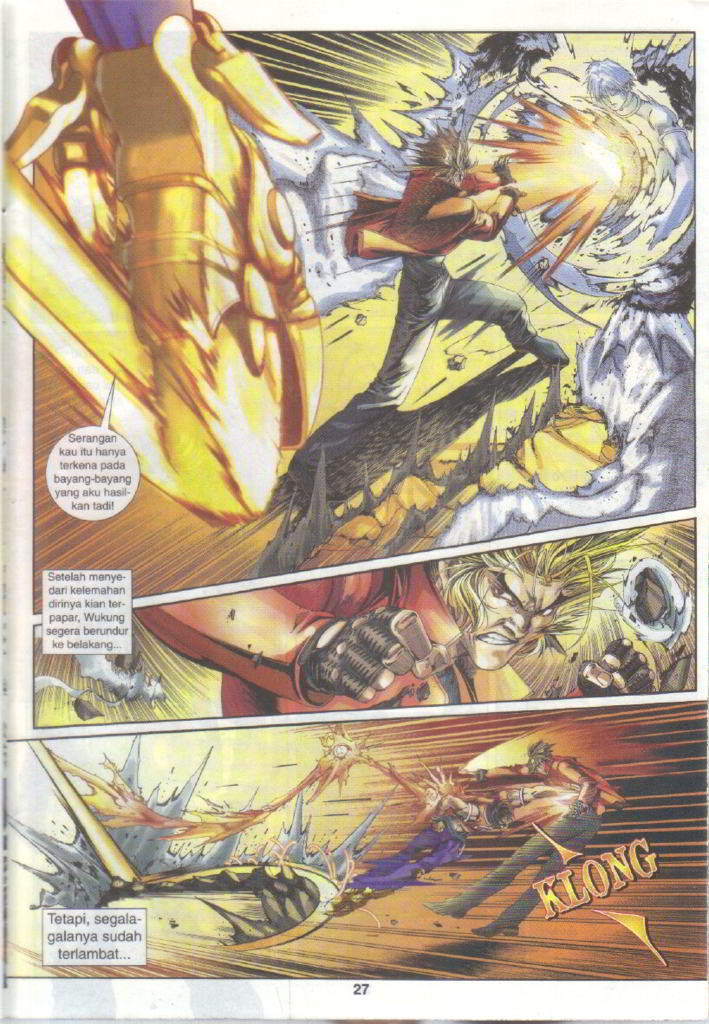 Serangan
kau itu hanya
terkena pada
bayang-bayang
yang aku hasil-
kan tadi!
Setelah menye-
dari kelemahan
dirinya kian ter-
papar, Wukung
segera berundur
ke belakang...
KLONG
Tetapi, segala-
galanya sudah
terlambat...
27